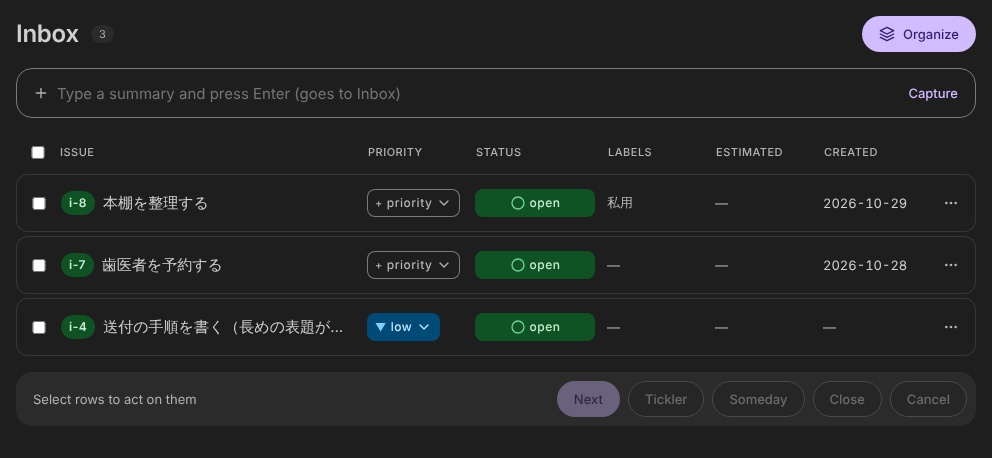 Inbox 3 Organize
+ Type a summary and press Enter (goes to Inbox) Capture
ISSUE PRIORITY STATUS LABELS ESTIMATED CREATED
i-8 本棚を整理する + priority open 私用 — 2026-10-29 ...
i-7 歯医者を予約する + priority open — — 2026-10-28 ...
i-4 送付の手順を書く（長めの表題が... low open — — — ...
Select rows to act on them Next Tickler Someday Close Cancel